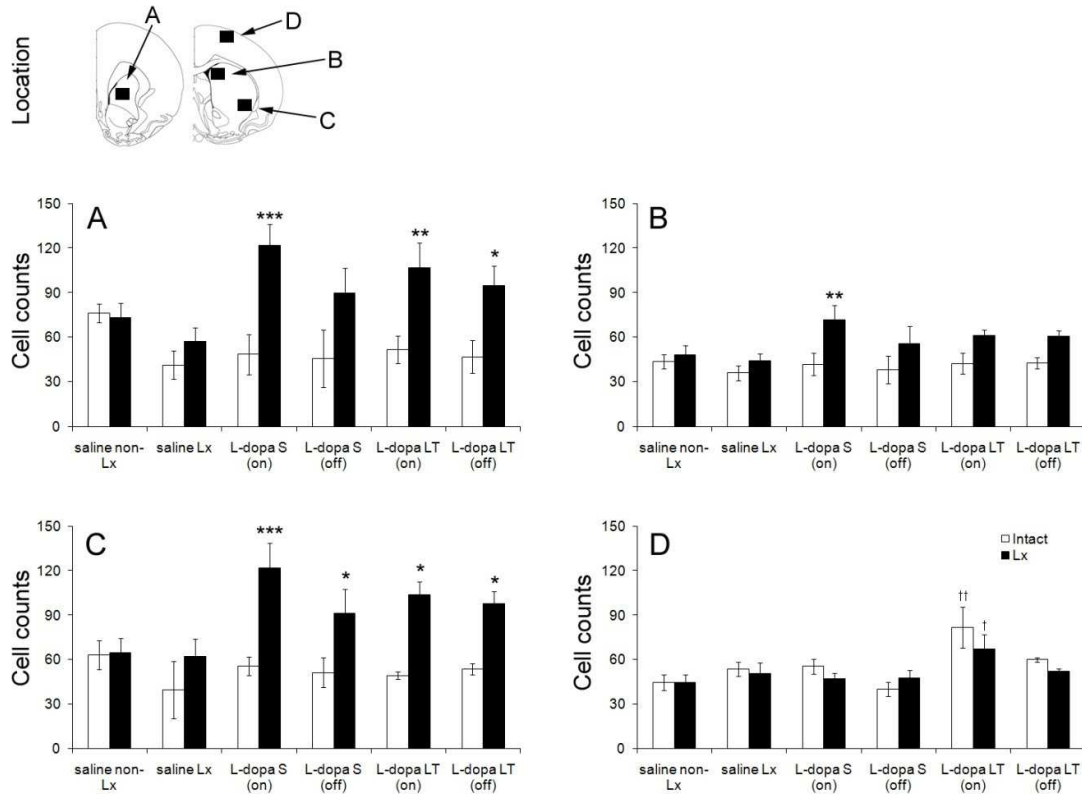 Location
A
D
B
C
A
Cell counts
150
120
90
60
30
0
***
**
*
saline non-Lx
saline Lx
L-dopa S (on)
L-dopa S (off)
L-dopa LT (on)
L-dopa LT (off)
B
Cell counts
150
120
90
60
30
0
**
saline non-Lx
saline Lx
L-dopa S (on)
L-dopa S (off)
L-dopa LT (on)
L-dopa LT (off)
C
Cell counts
150
120
90
60
30
0
***
*
*
*
saline non-Lx
saline Lx
L-dopa S (on)
L-dopa S (off)
L-dopa LT (on)
L-dopa LT (off)
D
Intact
Lx
Cell counts
150
120
90
60
30
0
††
†
saline non-Lx
saline Lx
L-dopa S (on)
L-dopa S (off)
L-dopa LT (on)
L-dopa LT (off)